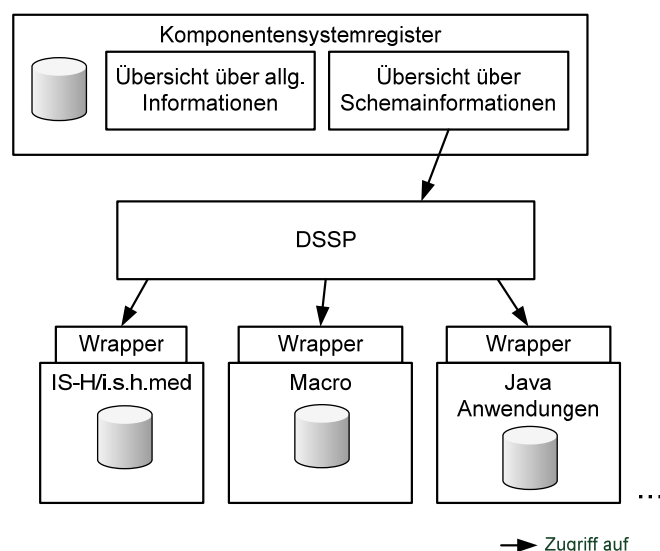 Komponentensystemregister
Übersicht über allg.
Informationen
Übersicht über
Schemainformationen
DSSP
Wrapper
Wrapper
Wrapper
IS-H/i.s.h.med
Macro
Java
Anwendungen
...
Zugriff auf